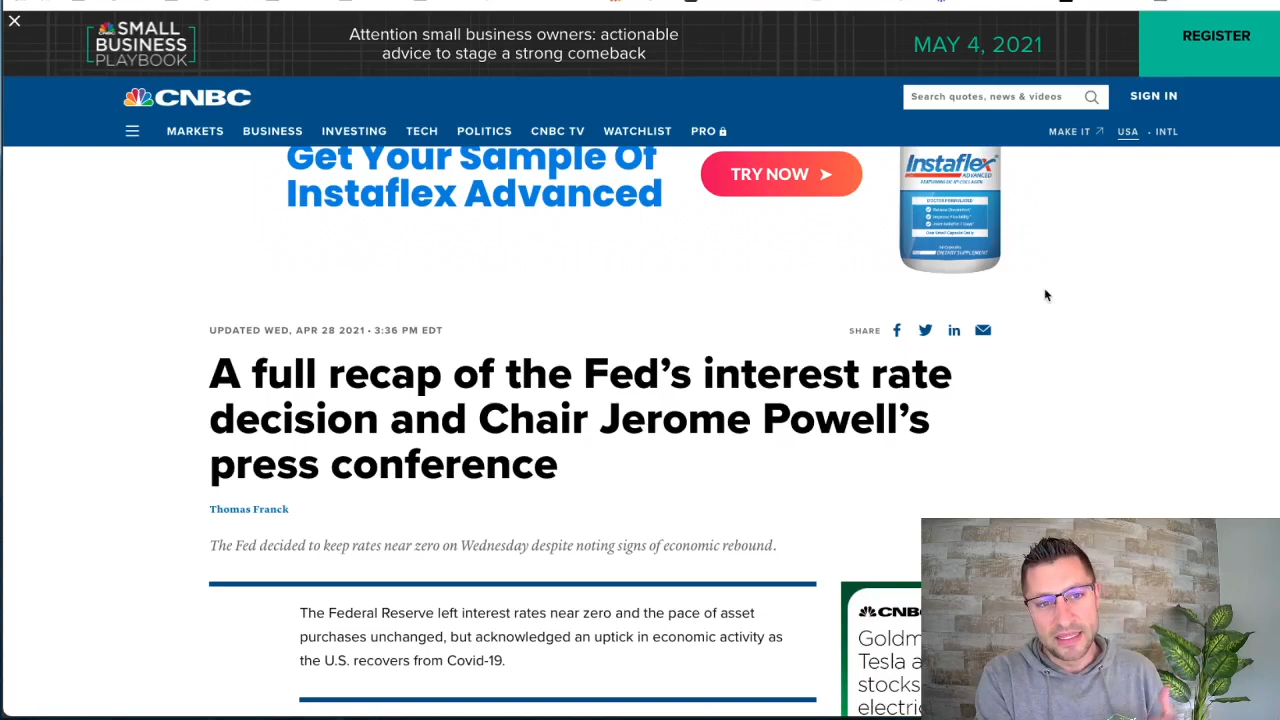 SMALL
BUSINESS
PLAYBOOK
Attention small business owners: actionable
advice to stage a strong comeback
MAY 4, 2021
REGISTER
CNBC
Search quotes, news & videos
SIGN IN
MARKETS BUSINESS INVESTING TECH POLITICS CNBC TV WATCHLIST PRO
MAKE IT USA • INTL
Get Your Sample Of
Instaflex Advanced
TRY NOW
Instaflex
ADVANCED
DIETARY SUPPLEMENT
UPDATED WED, APR 28 2021 • 3:36 PM EDT
SHARE
A full recap of the Fed’s interest rate
decision and Chair Jerome Powell’s
press conference
Thomas Franck
The Fed decided to keep rates near zero on Wednesday despite noting signs of economic rebound.
The Federal Reserve left interest rates near zero and the pace of asset
purchases unchanged, but acknowledged an uptick in economic activity as
the U.S. recovers from Covid-19.
CNB
Goldm
Tesla a
stocks
electri